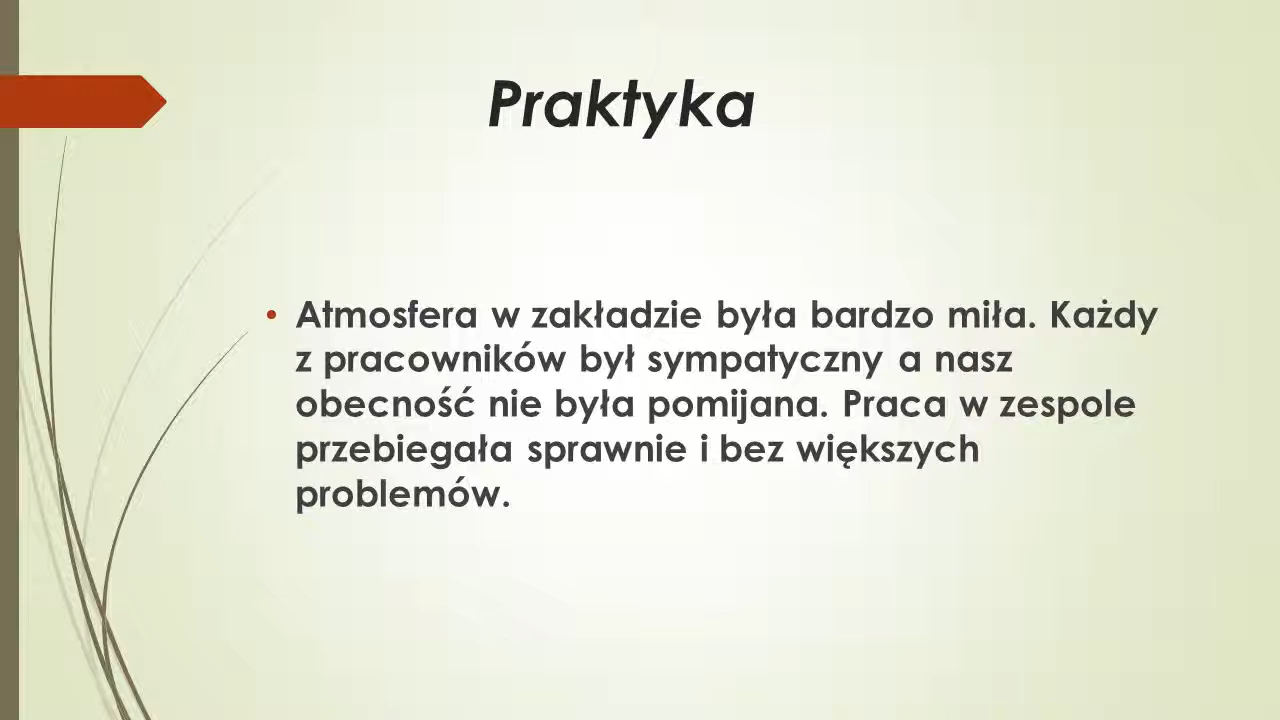 Praktyka
• Atmosfera w zakładzie była bardzo miła. Każdy
z pracowników był sympatyczny a nasz
obecność nie była pomijana. Praca w zespole
przebiegała sprawnie i bez większych
problemów.